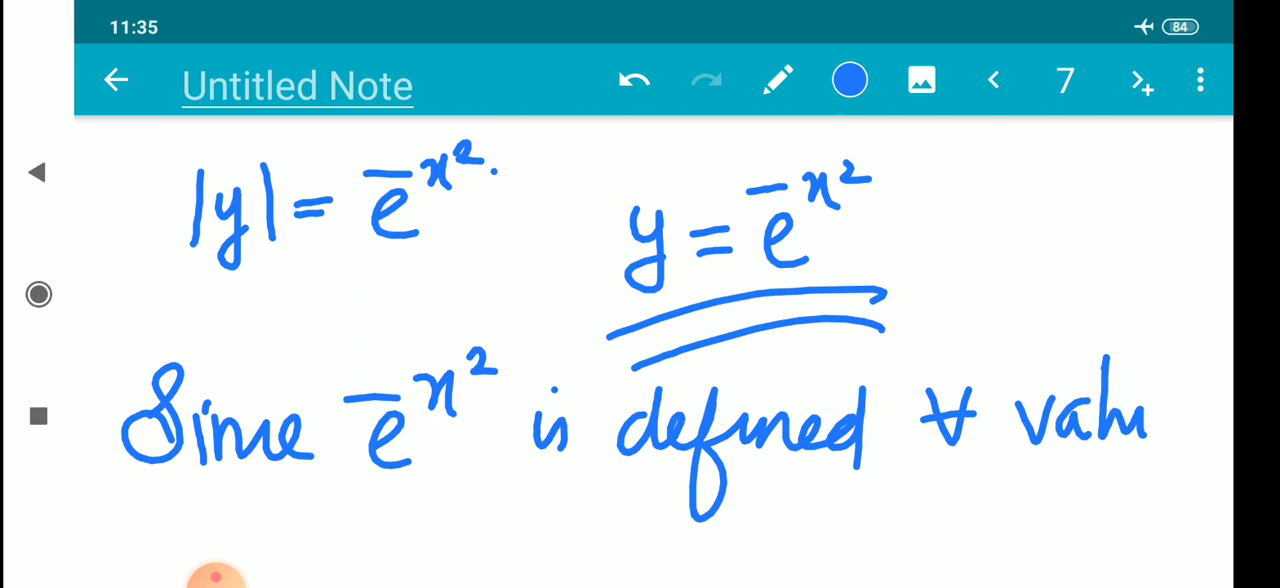 11:35 84
Untitled Note 7
|y| = e^{-x^2}. y = e^{-x^2}
Since e^{-x^2} is defined ∀ valu